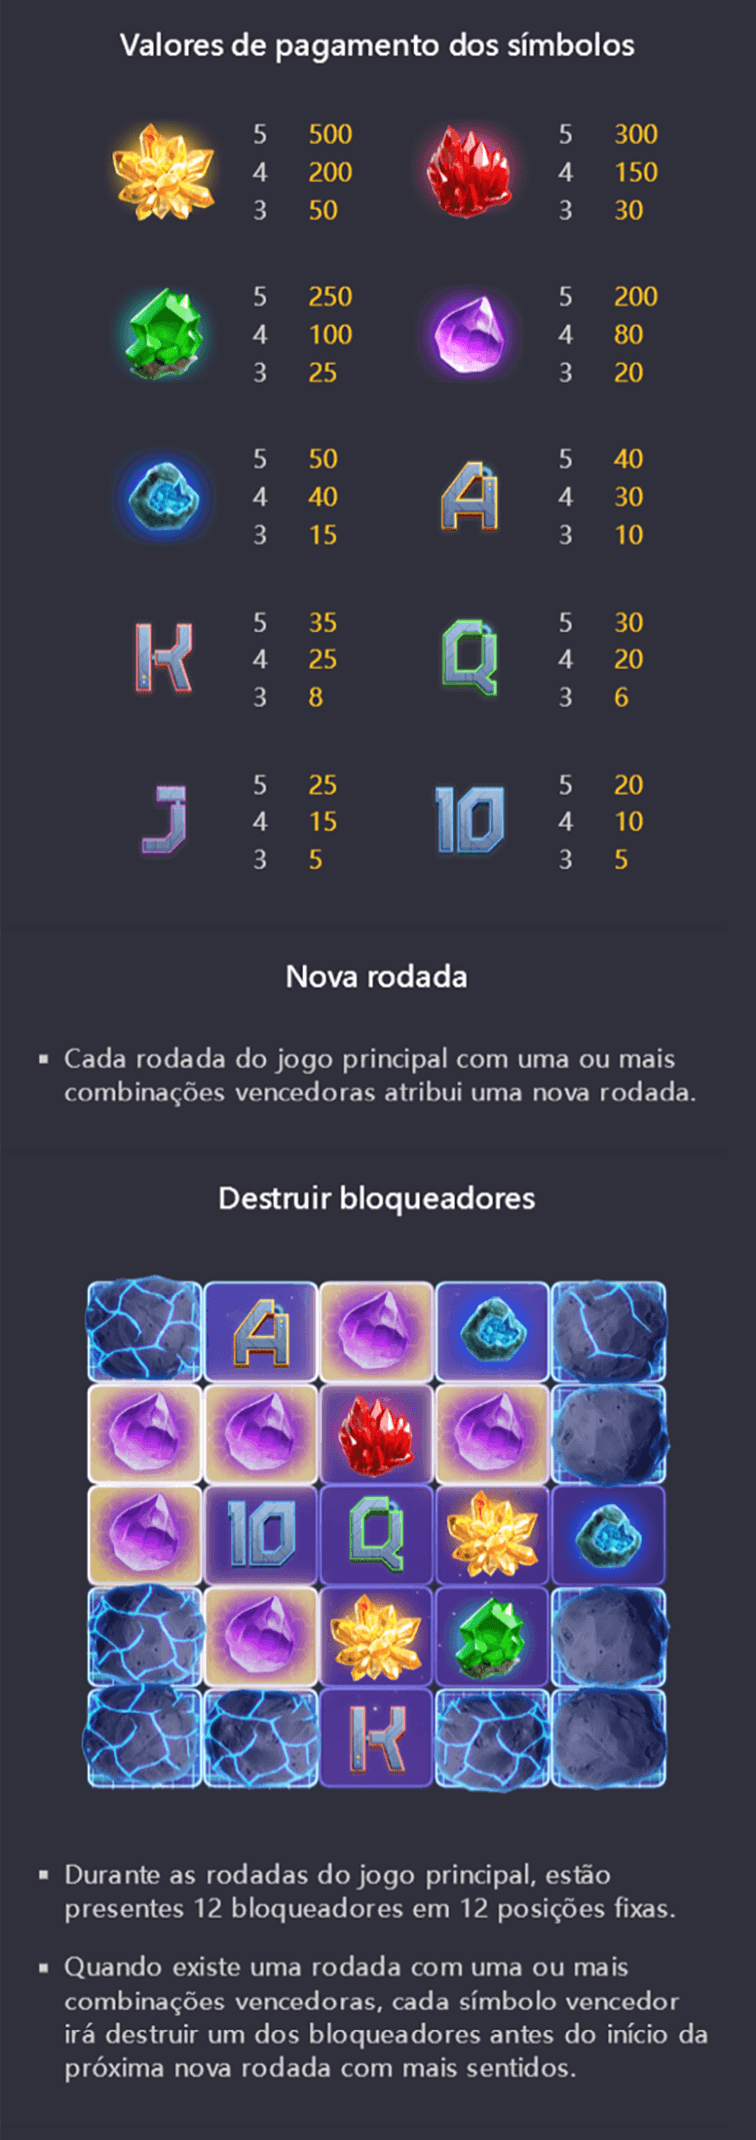 Valores de pagamento dos símbolos
5 500 5 300
4 200 4 150
3 50 3 30
5 250 5 200
4 100 4 80
3 25 3 20
5 50 5 40
4 40 A 4 30
3 15 3 10
5 35 5 30
K 4 25 Q 4 20
3 8 3 6
5 25 5 20
J 4 15 10 4 10
3 5 3 5
Nova rodada
▪ Cada rodada do jogo principal com uma ou mais
combinações vencedoras atribui uma nova rodada.
Destruir bloqueadores
A
10 Q
K
▪ Durante as rodadas do jogo principal, estão
presentes 12 bloqueadores em 12 posições fixas.
▪ Quando existe uma rodada com uma ou mais
combinações vencedoras, cada símbolo vencedor
irá destruir um dos bloqueadores antes do início da
próxima nova rodada com mais sentidos.